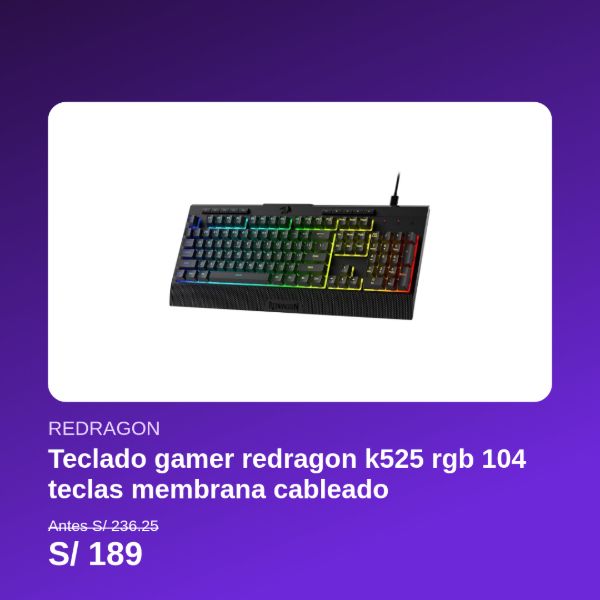 REDRAGON
Teclado gamer redragon k525 rgb 104
teclas membrana cableado
Antes S/ 236.25
S/ 189